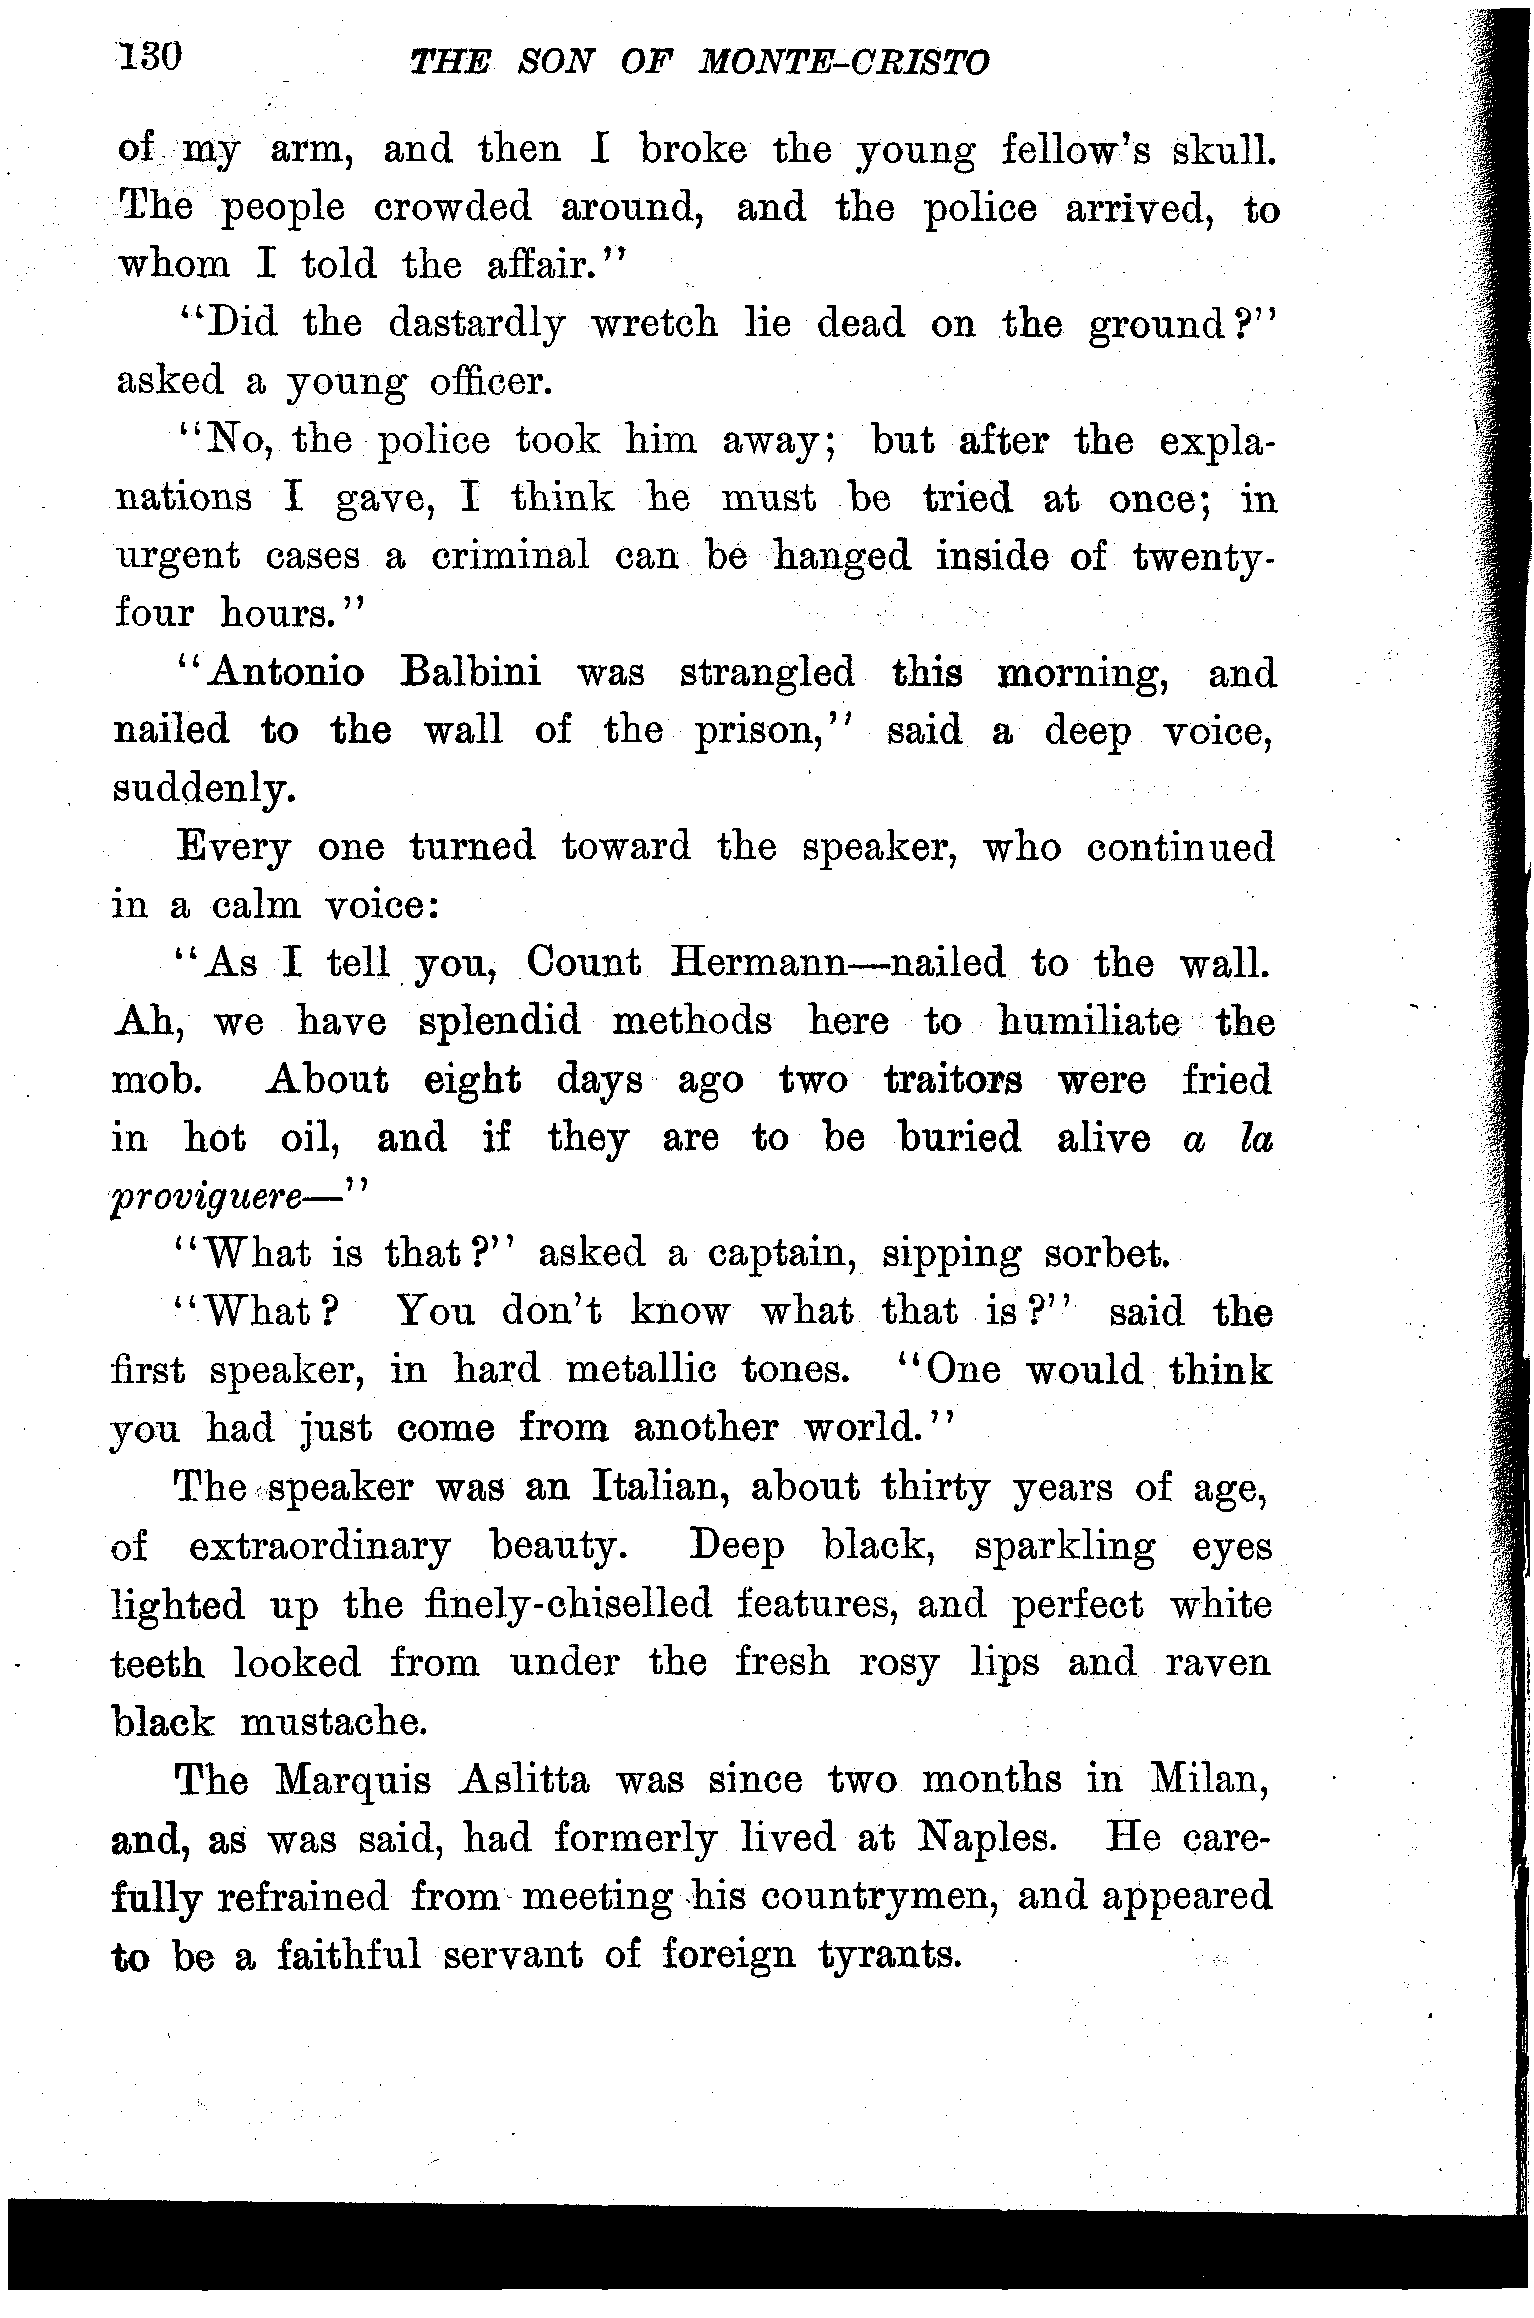 130 THE SON OF MONTE-CRISTO
of my arm, and then I broke the young fellow's skull.
The people crowded around, and the police arrived, to
whom I told the affair."
"Did the dastardly wretch lie dead on the ground?"
asked a young officer.
"No, the police took him away; but after the expla-
nations I gave, I think he must be tried at once; in
urgent cases a criminal can be hanged inside of twenty-
four hours."
"Antonio Balbini was strangled this morning, and
nailed to the wall of the prison," said a deep voice,
suddenly.
Every one turned toward the speaker, who continued
in a calm voice:
"As I tell you, Count Hermann—nailed to the wall.
Ah, we have splendid methods here to humiliate the
mob. About eight days ago two traitors were fried
in hot oil, and if they are to be buried alive a la
proviguere—"
"What is that?" asked a captain, sipping sorbet.
"What? You don't know what that is?" said the
first speaker, in hard metallic tones. "One would think
you had just come from another world."
The speaker was an Italian, about thirty years of age,
of extraordinary beauty. Deep black, sparkling eyes
lighted up the finely-chiselled features, and perfect white
teeth looked from under the fresh rosy lips and raven
black mustache.
The Marquis Aslitta was since two months in Milan,
and, as was said, had formerly lived at Naples. He care-
fully refrained from meeting his countrymen, and appeared
to be a faithful servant of foreign tyrants.